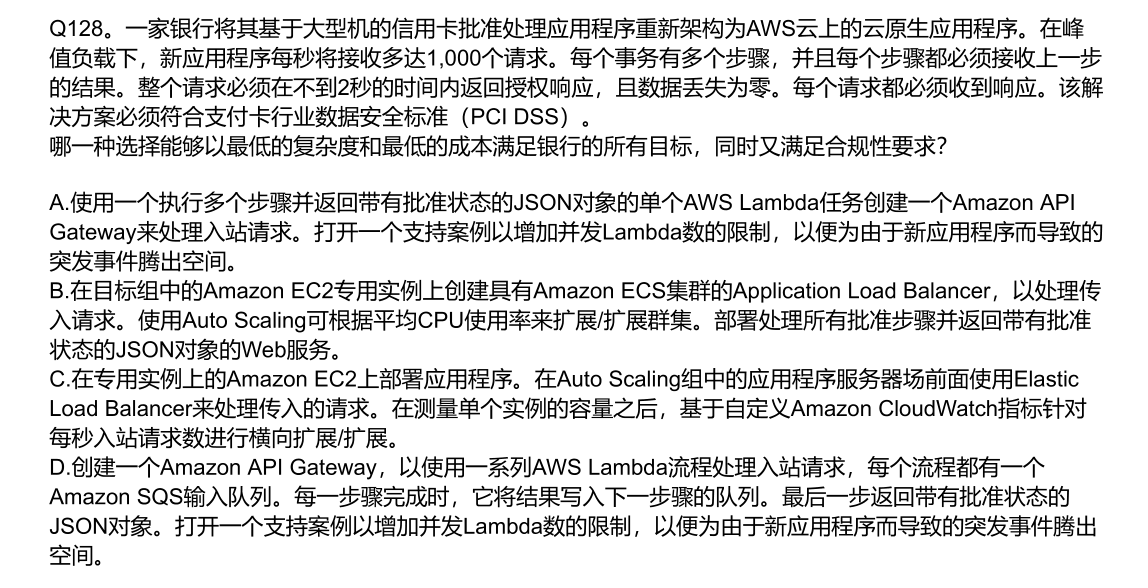 Q128。一家银行将其基于大型机的信用卡批准处理应用程序重新架构为AWS云上的云原生应用程序。在峰
值负载下，新应用程序每秒将接收多达1,000个请求。每个事务有多个步骤，并且每个步骤都必须接收上一步
的结果。整个请求必须在不到2秒的时间内返回授权响应，且数据丢失为零。每个请求都必须收到响应。该解
决方案必须符合支付卡行业数据安全标准（PCI DSS）。
哪一种选择能够以最低的复杂度和最低的成本满足银行的所有目标，同时又满足合规性要求？
A.使用一个执行多个步骤并返回带有批准状态的JSON对象的单个AWS Lambda任务创建一个Amazon API
Gateway来处理入站请求。打开一个支持案例以增加并发Lambda数的限制，以便为由于新应用程序而导致的
突发事件腾出空间。
B.在目标组中的Amazon EC2专用实例上创建具有Amazon ECS集群的Application Load Balancer，以处理传
入请求。使用Auto Scaling可根据平均CPU使用率来扩展/扩展群集。部署处理所有批准步骤并返回带有批准
状态的JSON对象的Web服务。
C.在专用实例上的Amazon EC2上部署应用程序。在Auto Scaling组中的应用程序服务器场前面使用Elastic
Load Balancer来处理传入的请求。在测量单个实例的容量之后，基于自定义Amazon CloudWatch指标针对
每秒入站请求数进行横向扩展/扩展。
D.创建一个Amazon API Gateway，以使用一系列AWS Lambda流程处理入站请求，每个流程都有一个
Amazon SQS输入队列。每一步骤完成时，它将结果写入下一步骤的队列。最后一步返回带有批准状态的
JSON对象。打开一个支持案例以增加并发Lambda数的限制，以便为由于新应用程序而导致的突发事件腾出
空间。